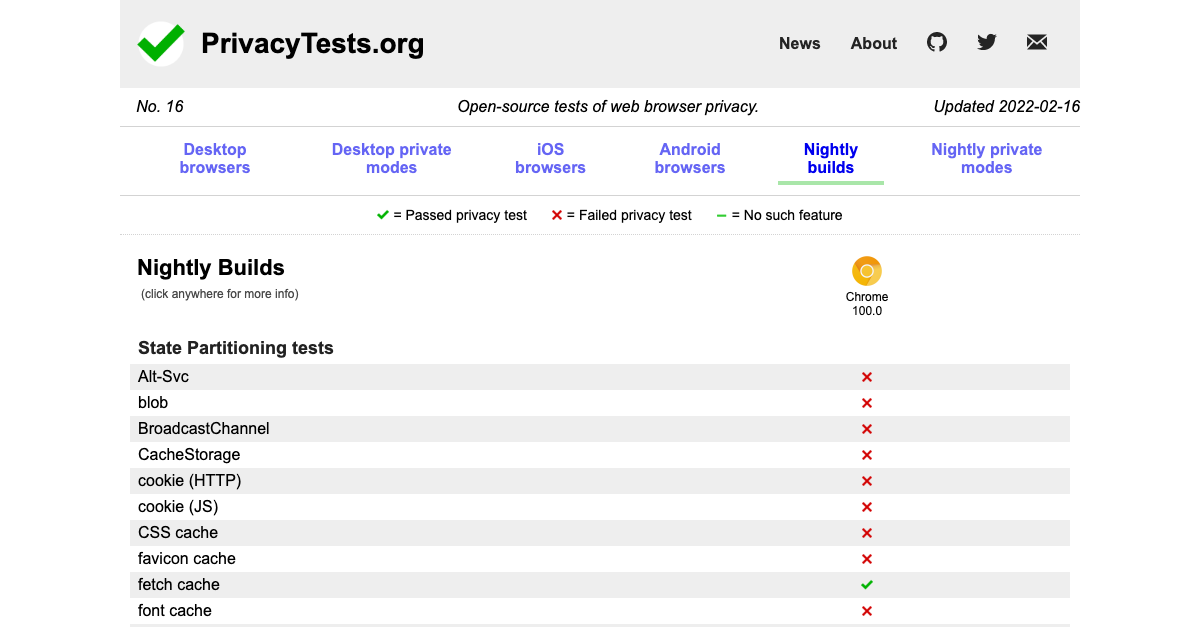 PrivacyTests.org
News About
No. 16 Open-source tests of web browser privacy. Updated 2022-02-16
Desktop browsers Desktop private modes iOS browsers Android browsers Nightly builds Nightly private modes
= Passed privacy test = Failed privacy test = No such feature
Nightly Builds
(click anywhere for more info)
Chrome
100.0
State Partitioning tests
Alt-Svc
blob
BroadcastChannel
CacheStorage
cookie (HTTP)
cookie (JS)
CSS cache
favicon cache
fetch cache
font cache